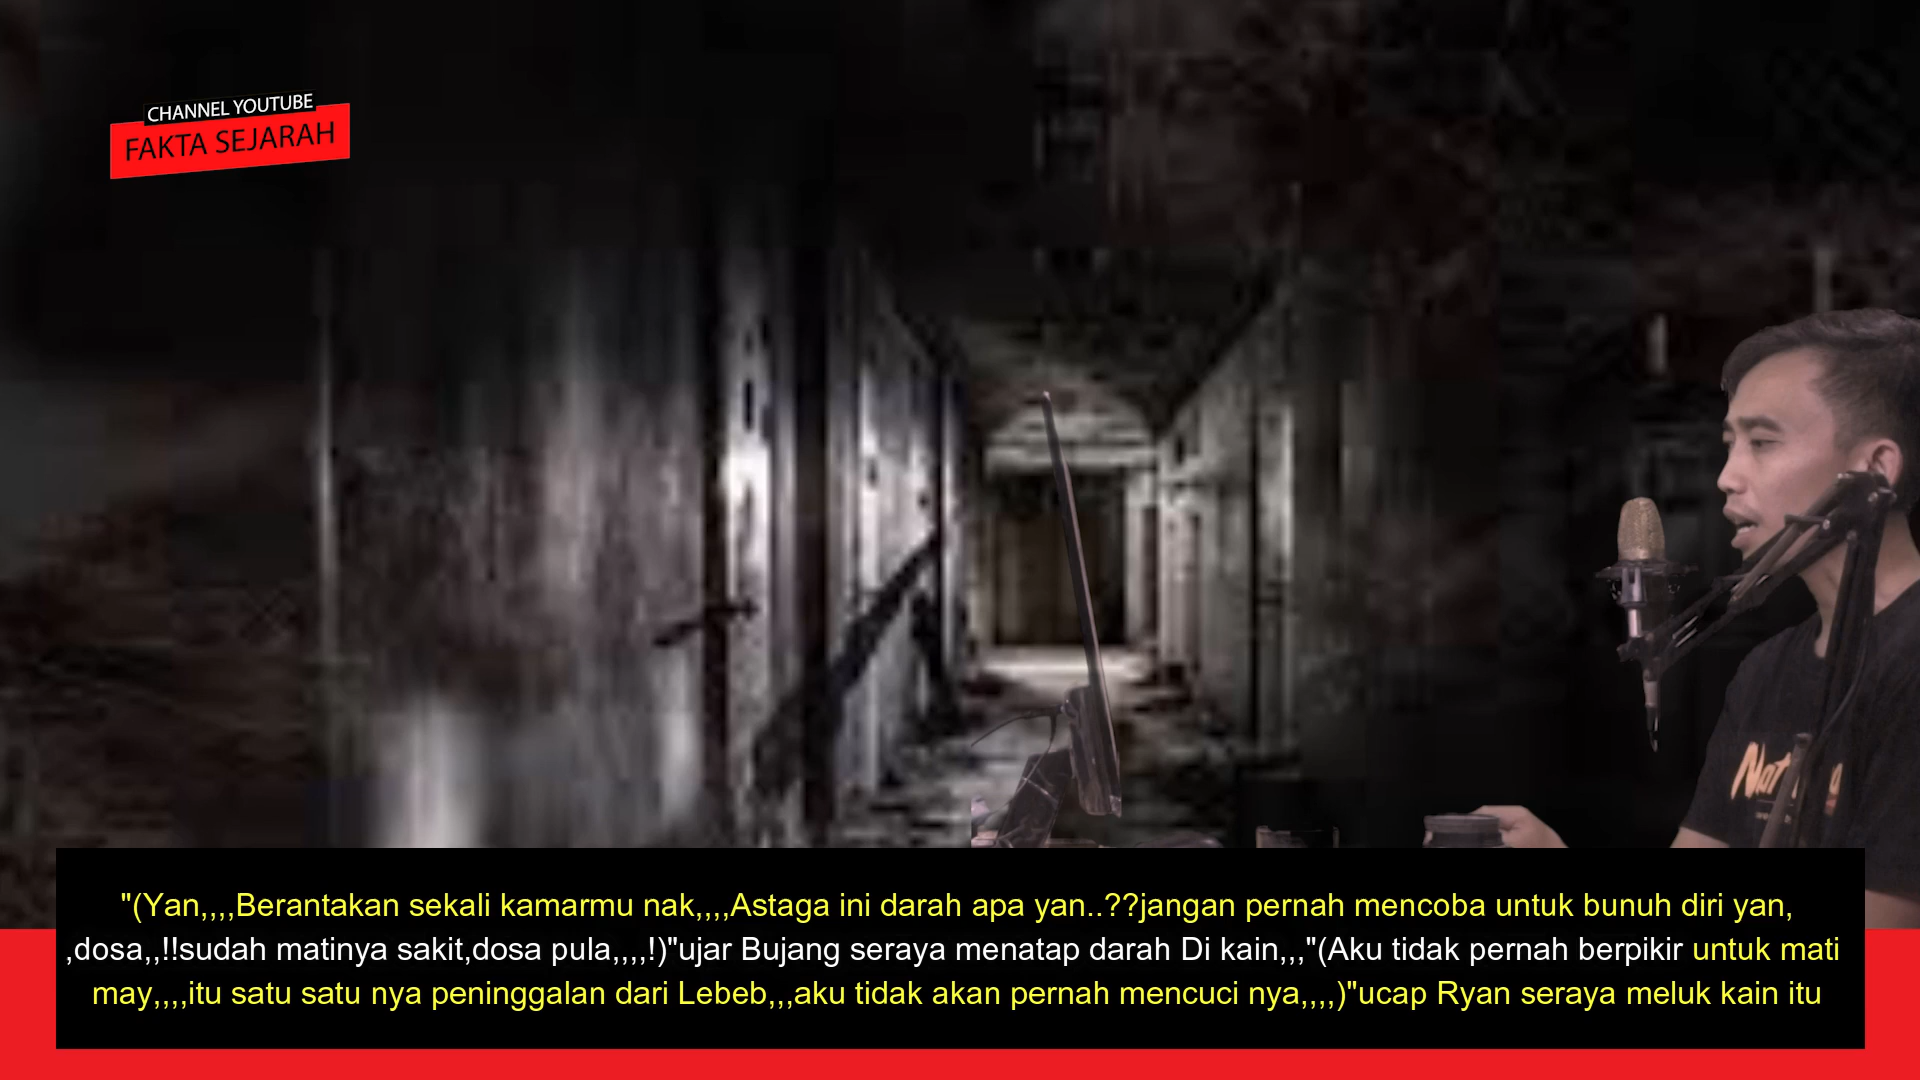 CHANNEL YOUTUBE
FAKTA SEJARAH
"(Yan,,,,Berantakan sekali kamarmu nak,,,,Astaga ini darah apa yan..??jangan pernah mencoba untuk bunuh diri yan,
,dosa,,!!sudah matinya sakit,dosa pula,,,,!)"ujar Bujang seraya menatap darah Di kain,,,"(Aku tidak pernah berpikir untuk mati
may,,,,itu satu satu nya peninggalan dari Lebeb,,,aku tidak akan pernah mencuci nya,,,,)"ucap Ryan seraya meluk kain itu